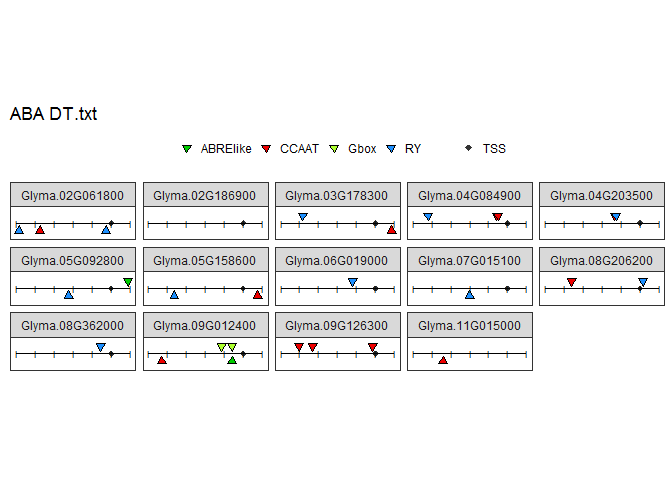 ABA DT.txt
ABRElike CCAAT Gbox RY TSS
Glyma.02G061800 Glyma.02G186900 Glyma.03G178300 Glyma.04G084900 Glyma.04G203500
Glyma.05G092800 Glyma.05G158600 Glyma.06G019000 Glyma.07G015100 Glyma.08G206200
Glyma.08G362000 Glyma.09G012400 Glyma.09G126300 Glyma.11G015000